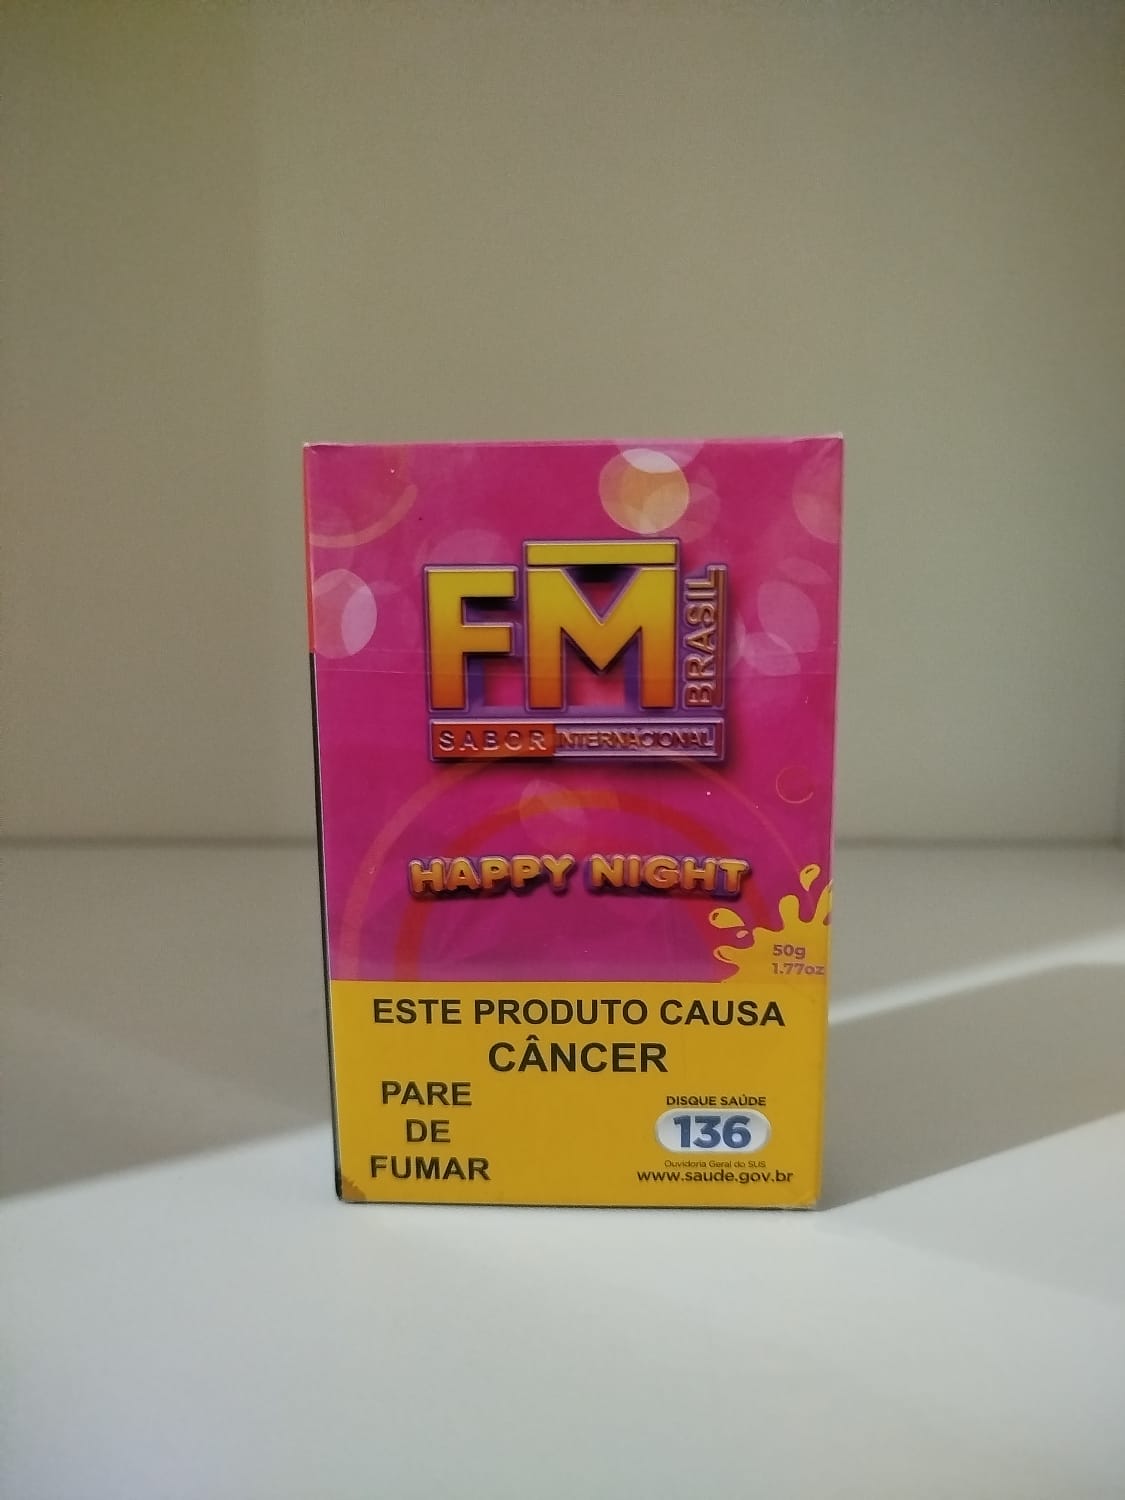 FM
BRASIL
SABOR INTERNACIONAL
HAPPY NIGHT
50g
1.77oz
ESTE PRODUTO CAUSA
CÂNCER
PARE
DE
FUMAR
DISQUE SAÚDE
136
Ouvidoria Geral do SUS
www.saude.gov.br